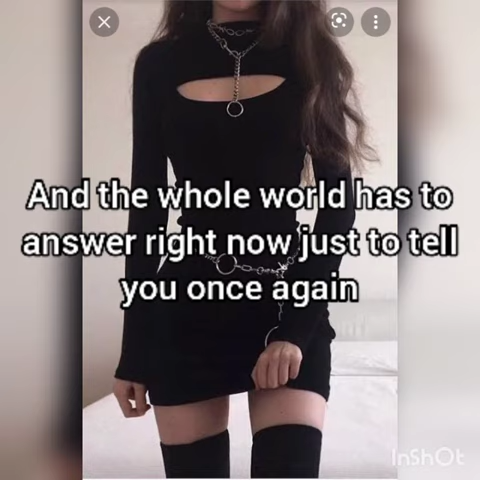 And the whole world has to
answer right now just to tell
you once again
InShOt